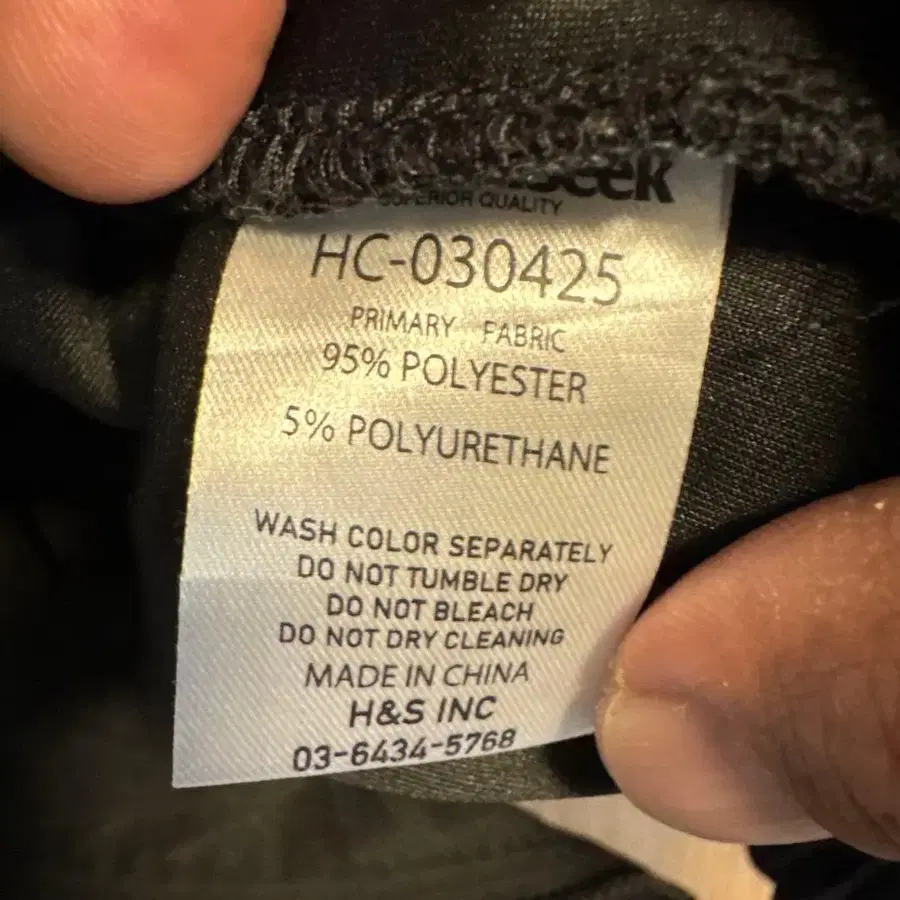 SUPERIOR QUALITY
HC-030425
PRIMARY FABRIC
95% POLYESTER
5% POLYURETHANE
WASH COLOR SEPARATELY
DO NOT TUMBLE DRY
DO NOT BLEACH
DO NOT DRY CLEANING
MADE IN CHINA
H&S INC
03-6434-5768